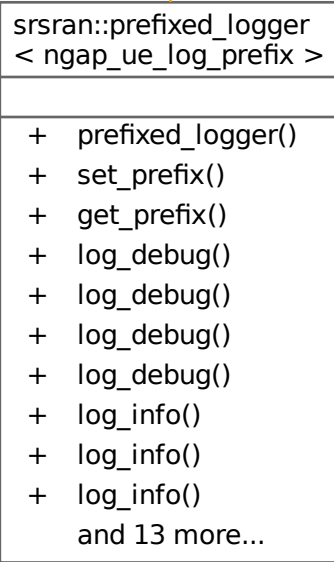 srsran::prefixed_logger
< ngap_ue_log_prefix >
+ prefixed_logger()
+ set_prefix()
+ get_prefix()
+ log_debug()
+ log_debug()
+ log_debug()
+ log_debug()
+ log_info()
+ log_info()
+ log_info()
and 13 more...